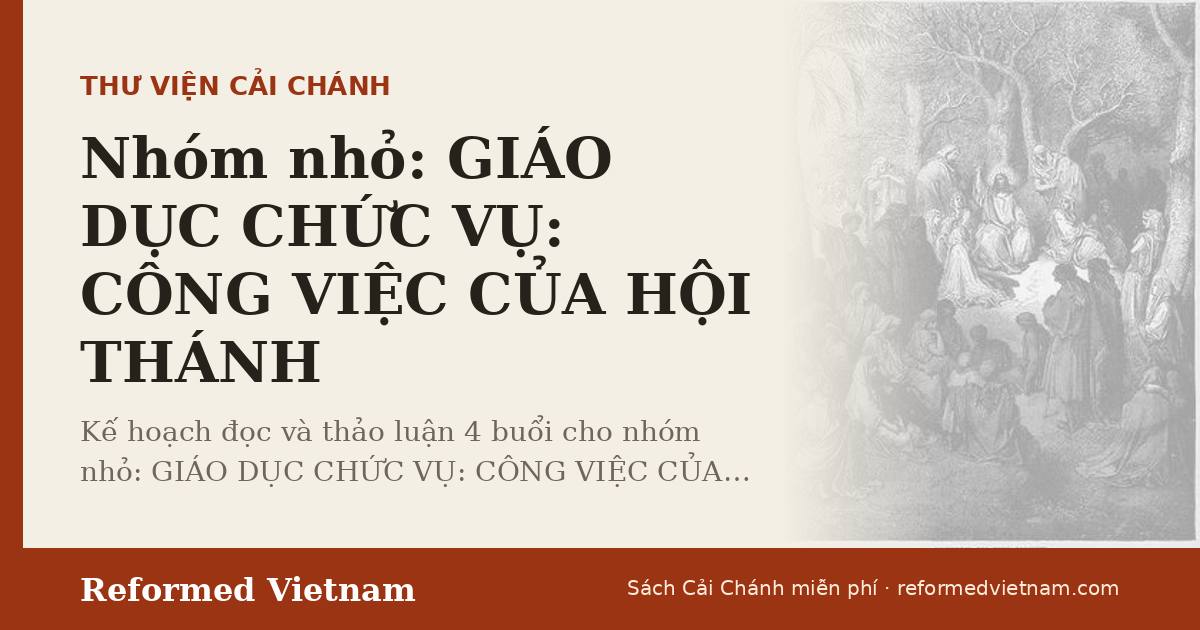 THƯ VIỆN CẢI CHÁNH
Nhóm nhỏ: GIÁO
DỤC CHỨC VỤ:
CÔNG VIỆC CỦA HỘI
THÁNH
Kế hoạch đọc và thảo luận 4 buổi cho nhóm
nhỏ: GIÁO DỤC CHỨC VỤ: CÔNG VIỆC CỦA...
Reformed Vietnam
Sách Cải Chánh miễn phí · reformedvietnam.com